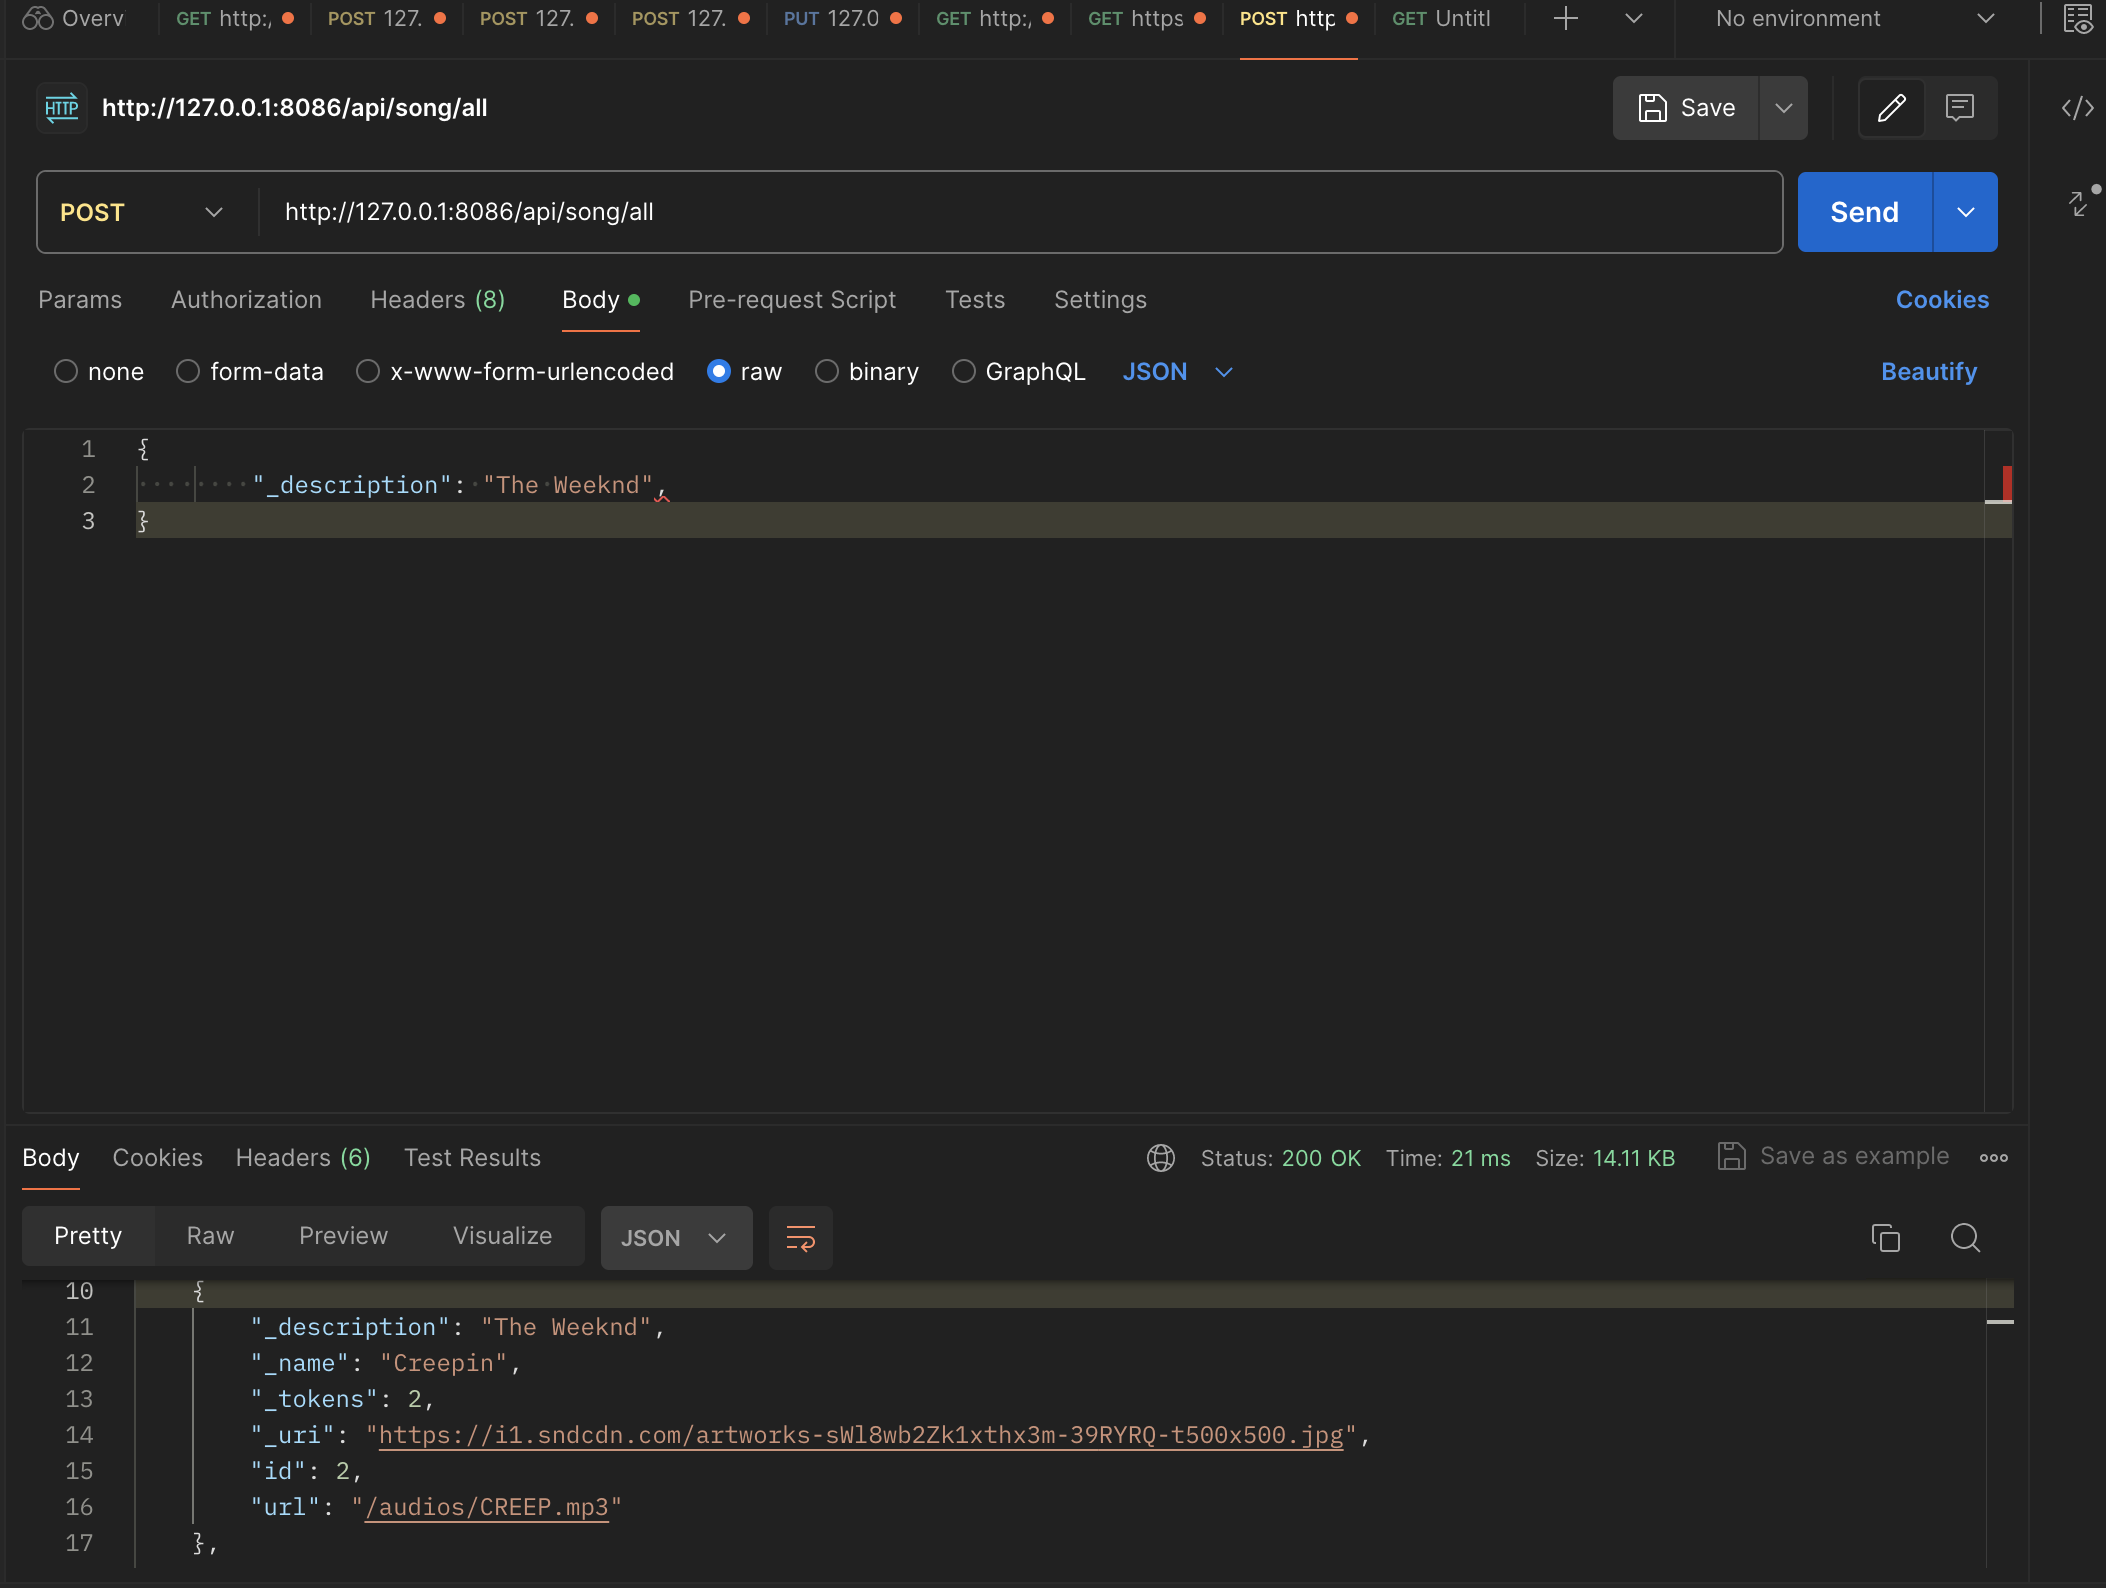 Overv GET http:, POST 127. POST 127. POST 127. PUT 127.0 GET http:, GET https POST http GET Untitl No environment
HTTP http://127.0.0.1:8086/api/song/all Save
POST http://127.0.0.1:8086/api/song/all Send
Params Authorization Headers (8) Body Pre-request Script Tests Settings Cookies
none form-data x-www-form-urlencoded raw binary GraphQL JSON Beautify
1 {
2 "_description": "The Weeknd",
3 }
Body Cookies Headers (6) Test Results Status: 200 OK Time: 21 ms Size: 14.11 KB Save as example
Pretty Raw Preview Visualize JSON
10 {
11 "_description": "The Weeknd",
12 "_name": "Creepin",
13 "_tokens": 2,
14 "_uri": "https://i1.sndcdn.com/artworks-sWl8wb2Zk1xthx3m-39RYRQ-t500x500.jpg",
15 "id": 2,
16 "url": "/audios/CREEP.mp3"
17 },